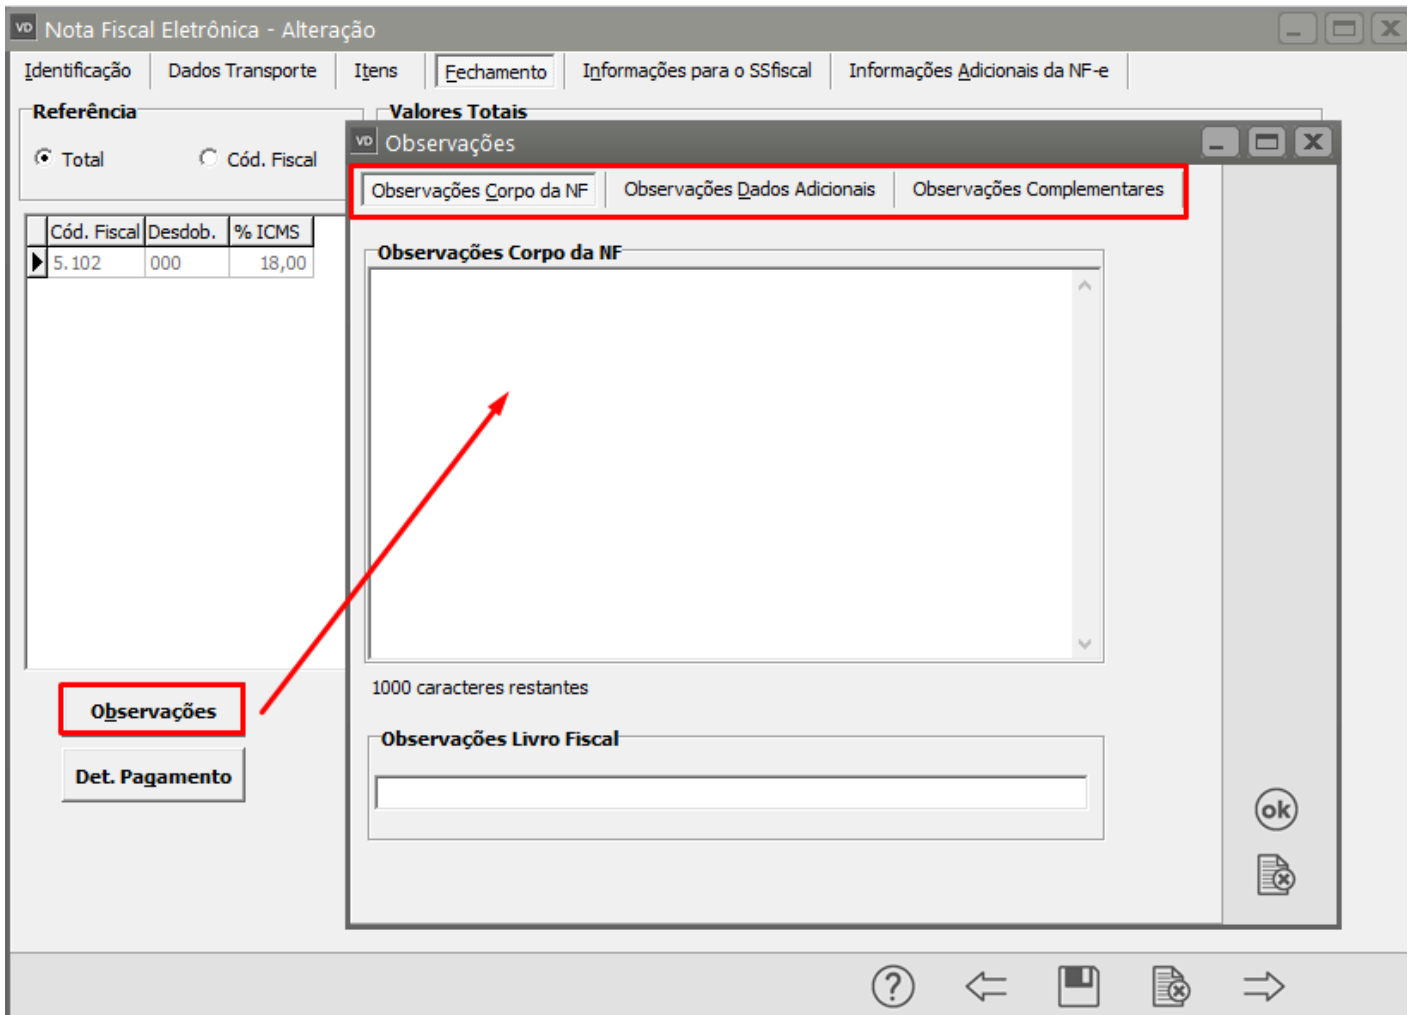 VD Nota Fiscal Eletrônica - Alteração
Identificação Dados Transporte Itens Fechamento Informações para o SSfiscal Informações Adicionais da NF-e
Referência
Total Cód. Fiscal
Valores Totais
Cód. Fiscal Desdob. % ICMS
5.102 000 18,00
Observações
Det. Pagamento
VD Observações
Observações Corpo da NF Observações Dados Adicionais Observações Complementares
Observações Corpo da NF
1000 caracteres restantes
Observações Livro Fiscal
ok
?